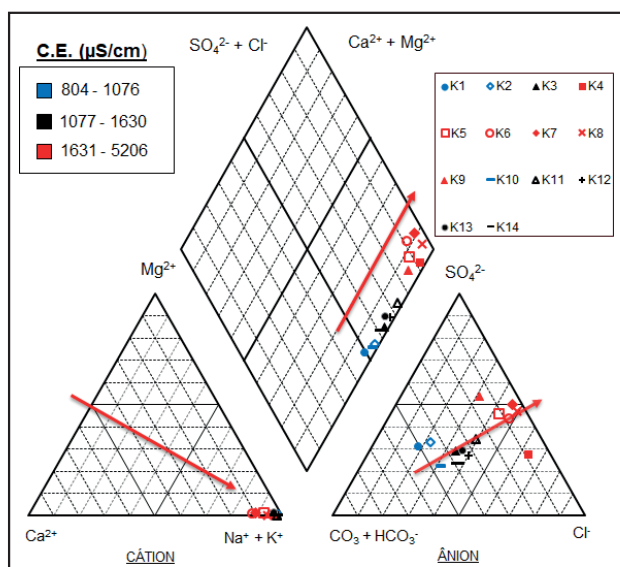 C.E. (µS/cm)
804 - 1076
1077 - 1630
1631 - 5206
SO₄²⁻ + Cl⁻
Ca²⁺ + Mg²⁺
K1 K2 K3 K4
K5 K6 K7 K8
K9 K10 K11 K12
K13 K14
Mg²⁺
SO₄²⁻
Ca²⁺
Na⁺ + K⁺
CÁTION
CO₃ + HCO₃⁻
Cl⁻
ÂNION